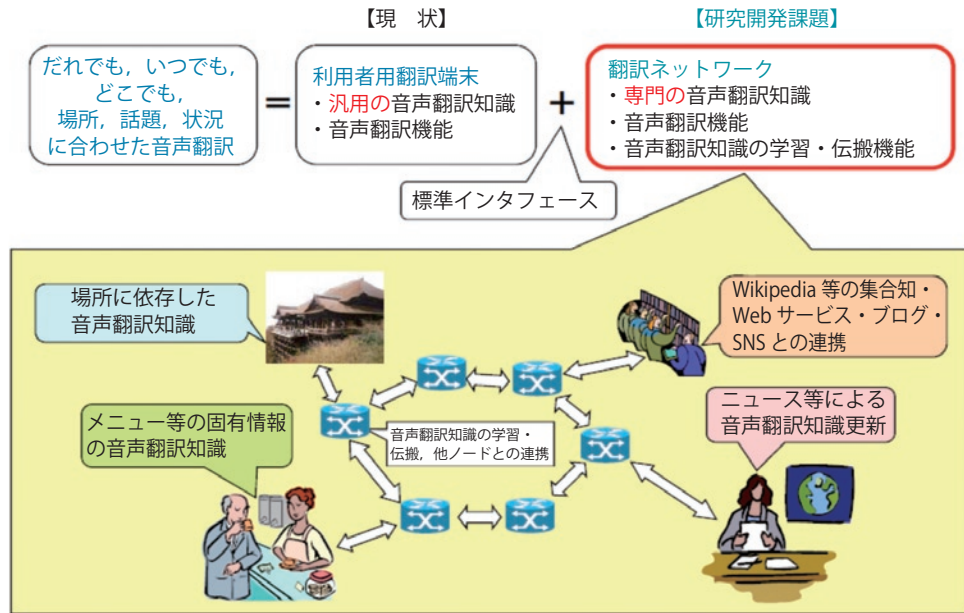 【現　状】
【研究開発課題】
だれでも，いつでも，
どこでも，
場所，話題，状況
に合わせた音声翻訳
=
利用者用翻訳端末
・汎用の音声翻訳知識
・音声翻訳機能
+
翻訳ネットワーク
・専門の音声翻訳知識
・音声翻訳機能
・音声翻訳知識の学習・伝搬機能
標準インタフェース
場所に依存した
音声翻訳知識
Wikipedia 等の集合知・
Web サービス・ブログ・
SNS との連携
メニュー等の固有情報
の音声翻訳知識
音声翻訳知識の学習・
伝搬，他ノードとの連携
ニュース等による
音声翻訳知識更新